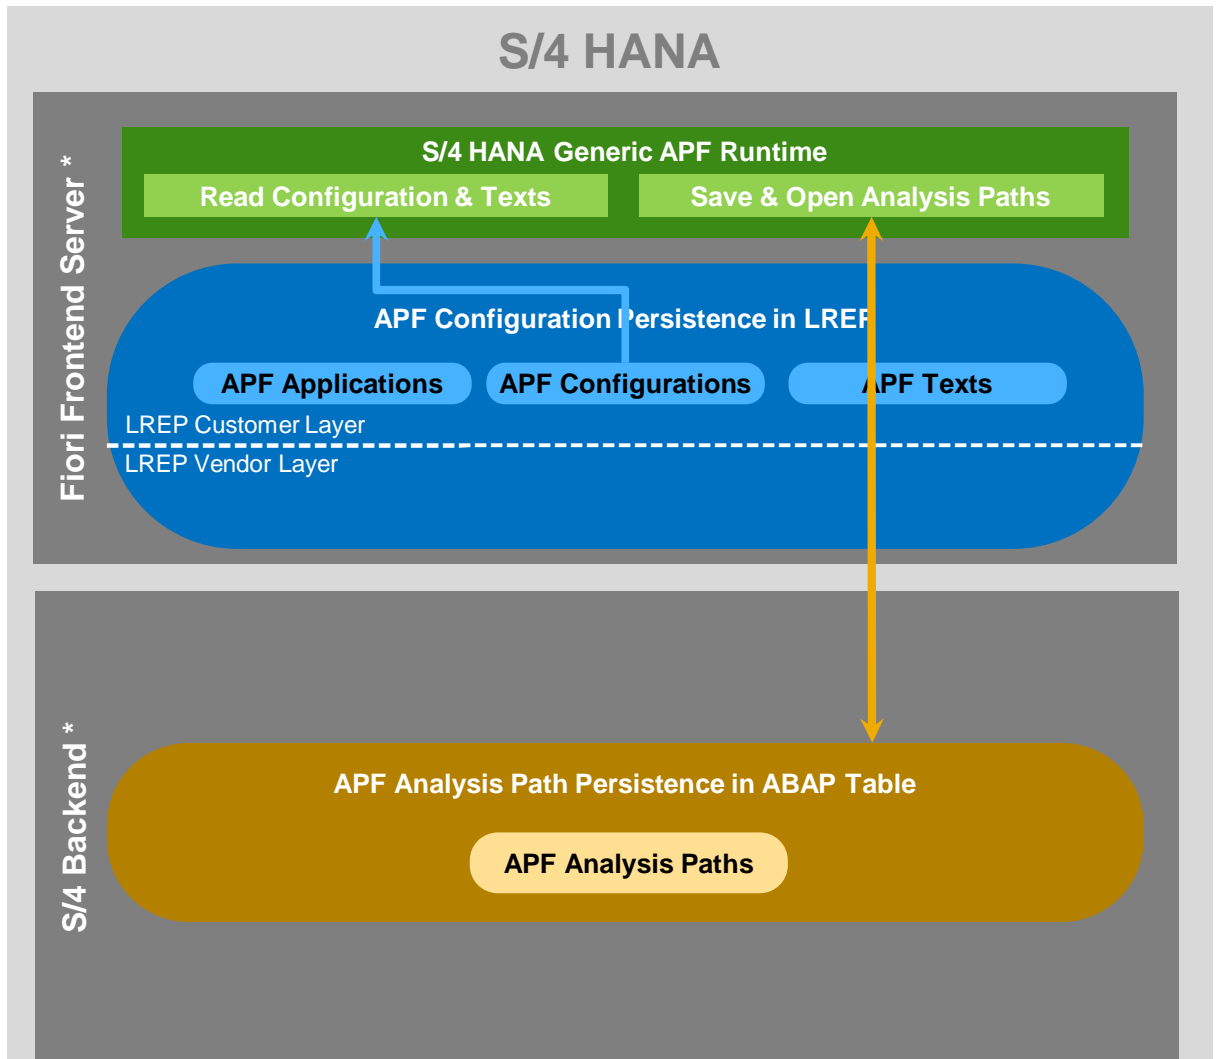 S/4 HANA
Fiori Frontend Server *
S/4 HANA Generic APF Runtime
Read Configuration & Texts
Save & Open Analysis Paths
APF Configuration Persistence in LREP
APF Applications
APF Configurations
APF Texts
LREP Customer Layer
LREP Vendor Layer
S/4 Backend *
APF Analysis Path Persistence in ABAP Table
APF Analysis Paths